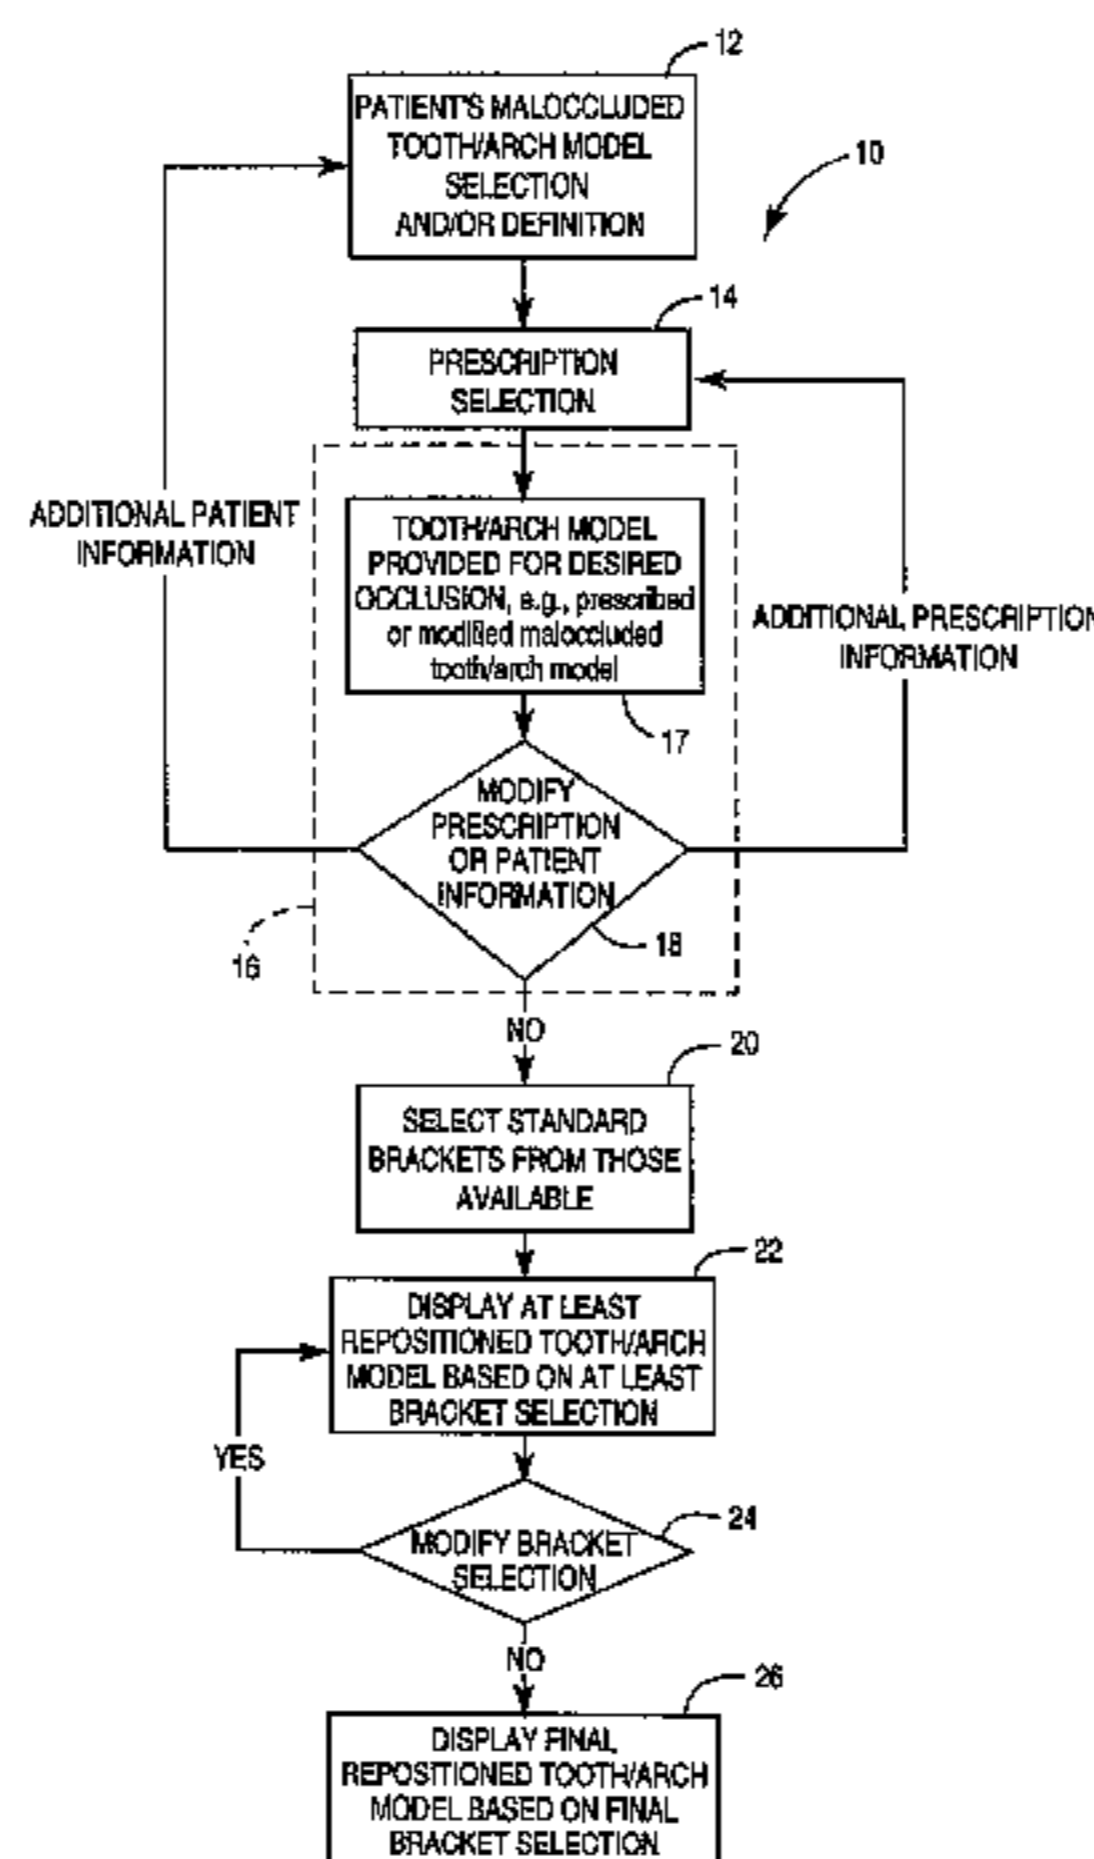 12
PATIENT'S MALOCCLUDED
TOOTH/ARCH MODEL
SELECTION
AND/OR DEFINITION
10
14
PRESCRIPTION
SELECTION
ADDITIONAL PATIENT
INFORMATION
TOOTH/ARCH MODEL
PROVIDED FOR DESIRED
OCCLUSION, e.g., prescribed
or modified maloccluded
tooth/arch model
ADDITIONAL PRESCRIPTION
INFORMATION
17
MODIFY
PRESCRIPTION
OR PATIENT
INFORMATION
18
16
NO
20
SELECT STANDARD
BRACKETS FROM THOSE
AVAILABLE
22
DISPLAY AT LEAST
REPOSITIONED TOOTH/ARCH
MODEL BASED ON AT LEAST
BRACKET SELECTION
YES
24
MODIFY BRACKET
SELECTION
NO
26
DISPLAY FINAL
REPOSITIONED TOOTH/ARCH
MODEL BASED ON FINAL
BRACKET SELECTION